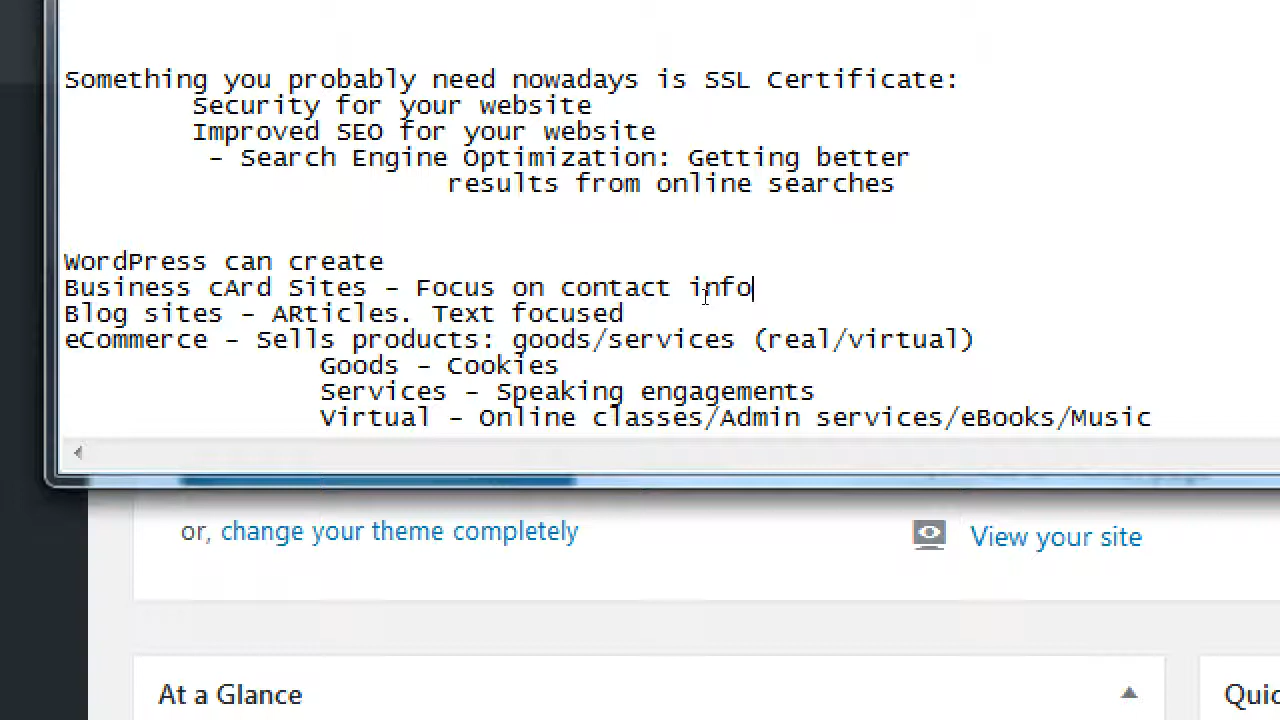 Something you probably need nowadays is SSL Certificate:
Security for your website
Improved SEO for your website
- Search Engine Optimization: Getting better
results from online searches
WordPress can create
Business cArd Sites - Focus on contact info
Blog sites - ARticles. Text focused
eCommerce - Sells products: goods/services (real/virtual)
Goods - Cookies
Services - Speaking engagements
Virtual - Online classes/Admin services/eBooks/Music
or, change your theme completely
View your site
At a Glance